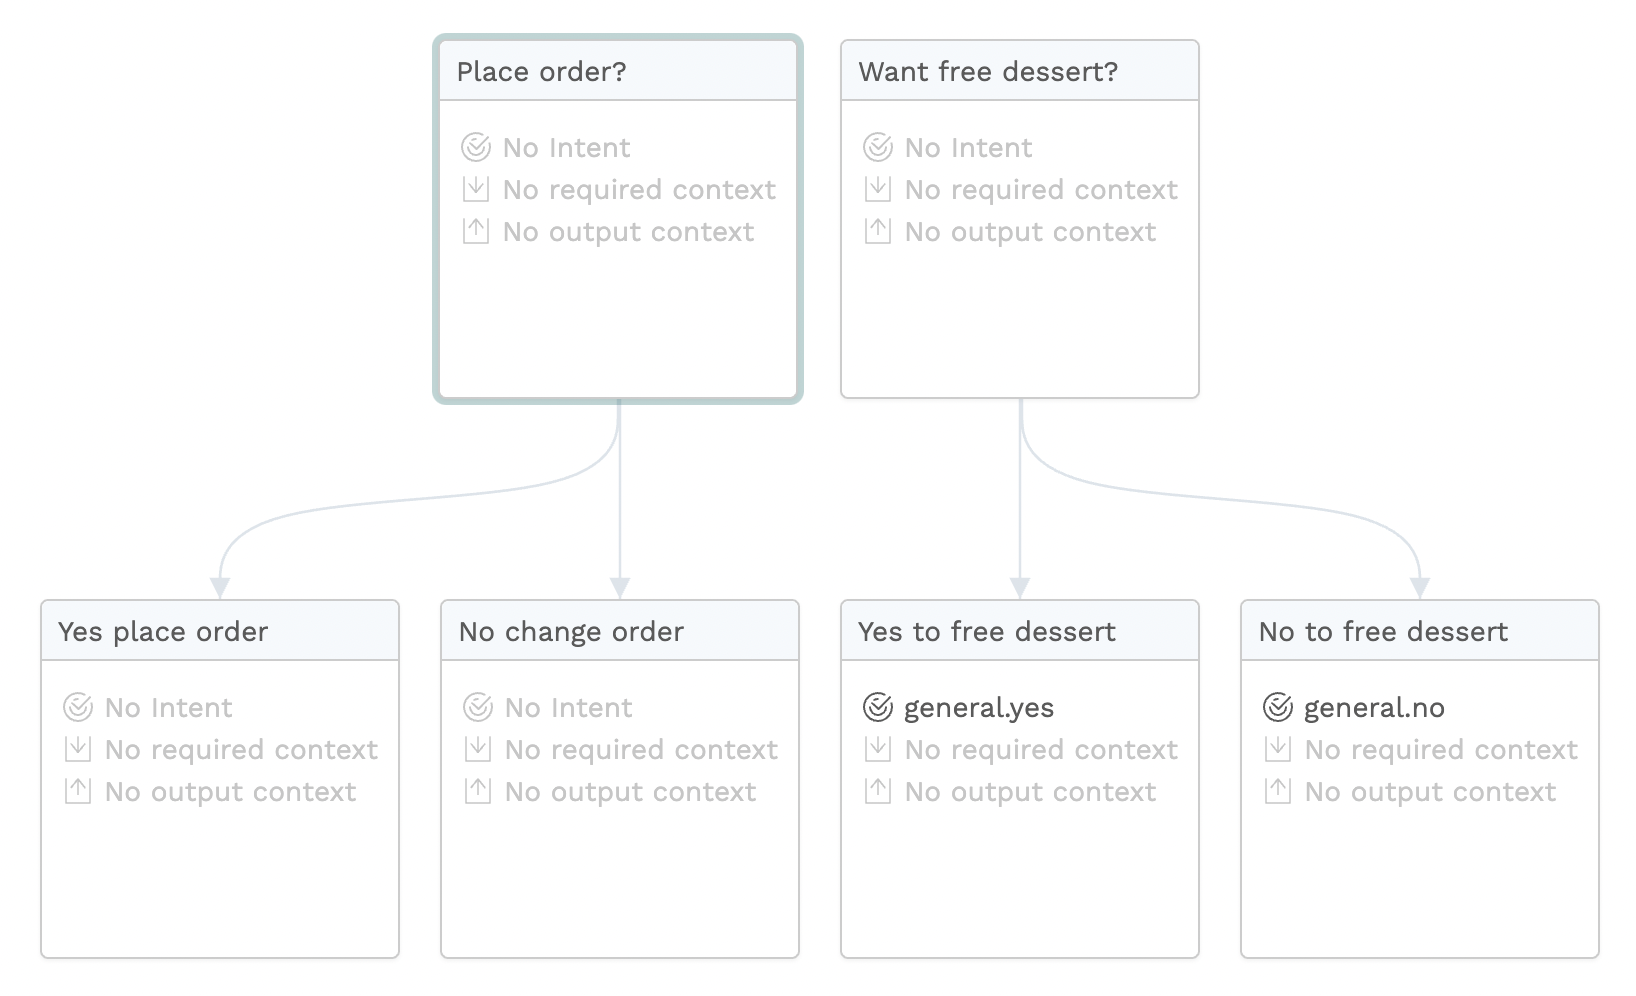 Place order?
No Intent
No required context
No output context
Want free dessert?
No Intent
No required context
No output context
Yes place order
No Intent
No required context
No output context
No change order
No Intent
No required context
No output context
Yes to free dessert
general.yes
No required context
No output context
No to free dessert
general.no
No required context
No output context